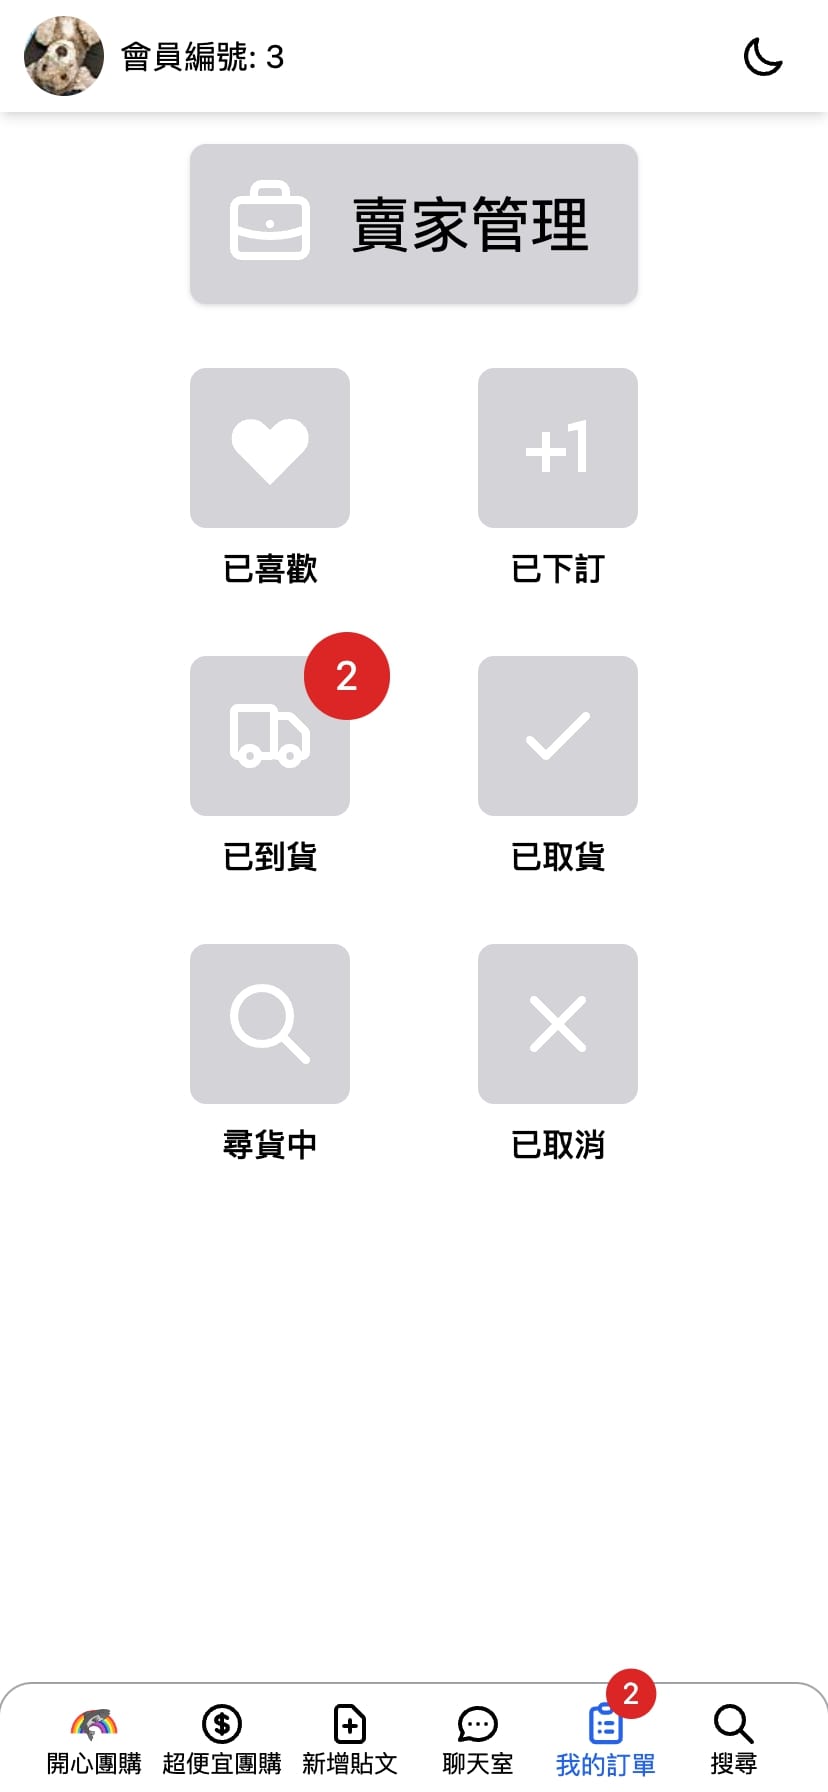 會員編號: 3
賣家管理
+1
已喜歡
已下訂
2
已到貨
已取貨
尋貨中
已取消
2
開心團購
超便宜團購
新增貼文
聊天室
我的訂單
搜尋